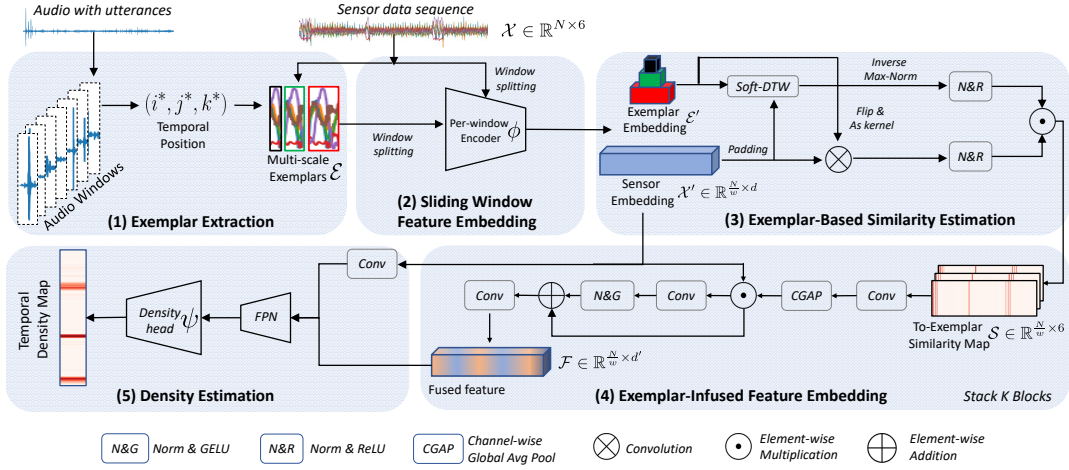 Audio with utterances
Sensor data sequence
𝒳 ∈ ℝ^{N×6}
Audio Windows
(i*, j*, k*)
Temporal
Position
Multi-scale
Exemplars ℰ
(1) Exemplar Extraction
Window
splitting
Window
splitting
Per-window
Encoder ϕ
(2) Sliding Window
Feature Embedding
Exemplar
Embedding ℰ′
Sensor
Embedding
𝒳′ ∈ ℝ^{N/w × d}
Padding
Soft-DTW
Inverse
Max-Norm
Flip &
As kernel
N&R
N&R
(3) Exemplar-Based Similarity Estimation
Temporal
Density Map
Density
head ψ
FPN
Conv
(5) Density Estimation
Conv
N&G
Conv
CGAP
Conv
To-Exemplar
Similarity Map
𝒮 ∈ ℝ^{N/w × 6}
ℱ ∈ ℝ^{N/w × d′}
Fused feature
(4) Exemplar-Infused Feature Embedding
Stack K Blocks
N&G
Norm & GELU
N&R
Norm & ReLU
CGAP
Channel-wise
Global Avg Pool
Convolution
Element-wise
Multiplication
Element-wise
Addition